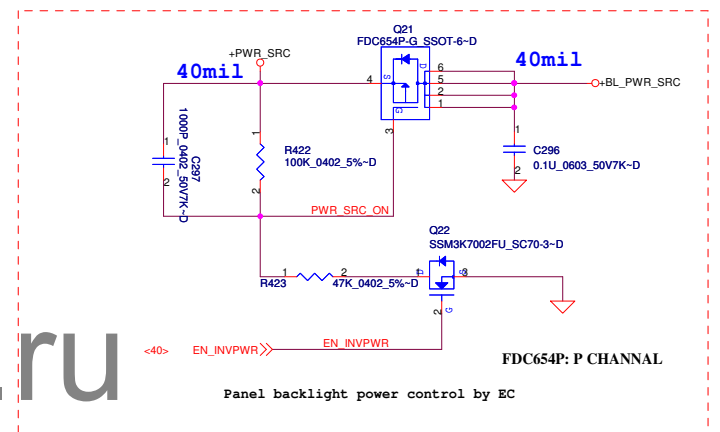 Q21
FDC654P-G_SSOT-6~D
+PWR_SRC
40mil
40mil
4
S
D
G
6
5
2
1
+BL_PWR_SRC
3
1
1000P_0402_50V7K~D
C297
2
1
R422
100K_0402_5%~D
2
1
C296
0.1U_0603_50V7K~D
2
PWR_SRC_ON
Q22
SSM3K7002FU_SC70-3~D
R423
1
2
47K_0402_5%~D
1
D
S
3
2
G
<40>
EN_INVPWR
EN_INVPWR
FDC654P: P CHANNAL
.ru
Panel backlight power control by EC